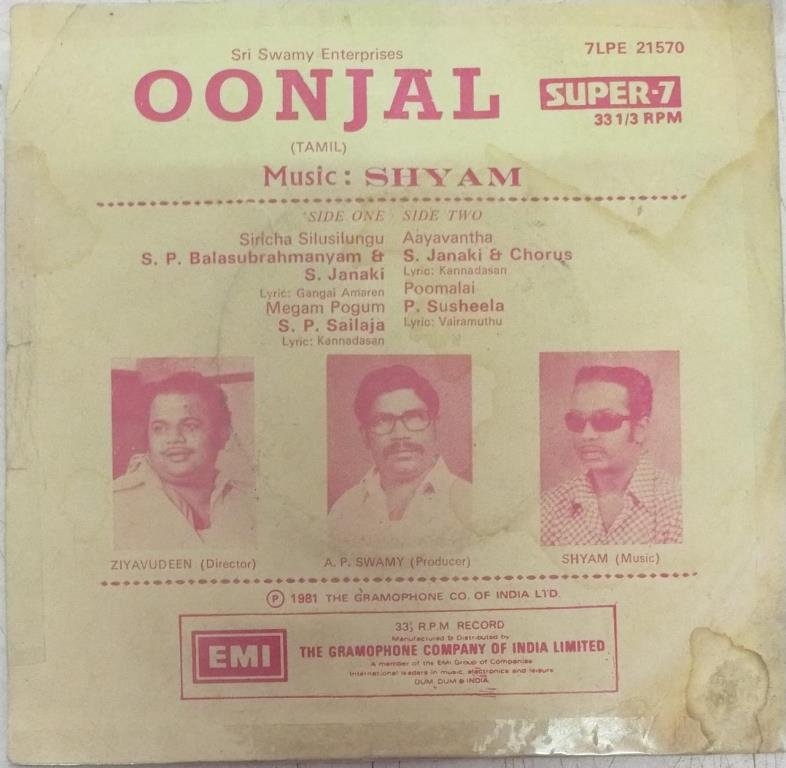 Sri Swamy Enterprises
7LPE 21570
OONJAL
SUPER-7
33 1/3 RPM
(TAMIL)
Music : SHYAM
SIDE ONE
Siricha Silusilungu
S. P. Balasubrahmanyam &
S. Janaki
Lyric: Gangai Amaren
Megam Pogum
S. P. Sailaja
Lyric: Kannadasan
SIDE TWO
Aayavantha
S. Janaki & Chorus
Lyric: Kannadasan
Poomalai
P. Susheela
Lyric: Vairamuthu
ZIYAVUDEEN (Director)
A. P. SWAMY (Producer)
SHYAM (Music)
Ⓟ 1981 THE GRAMOPHONE CO. OF INDIA LTD.
EMI
33⅓ R.P.M RECORD
Manufactured & Distributed by
THE GRAMOPHONE COMPANY OF INDIA LIMITED
A member of the EMI Group of Companies
International leaders in music, electronics and leisure
DUM DUM INDIA